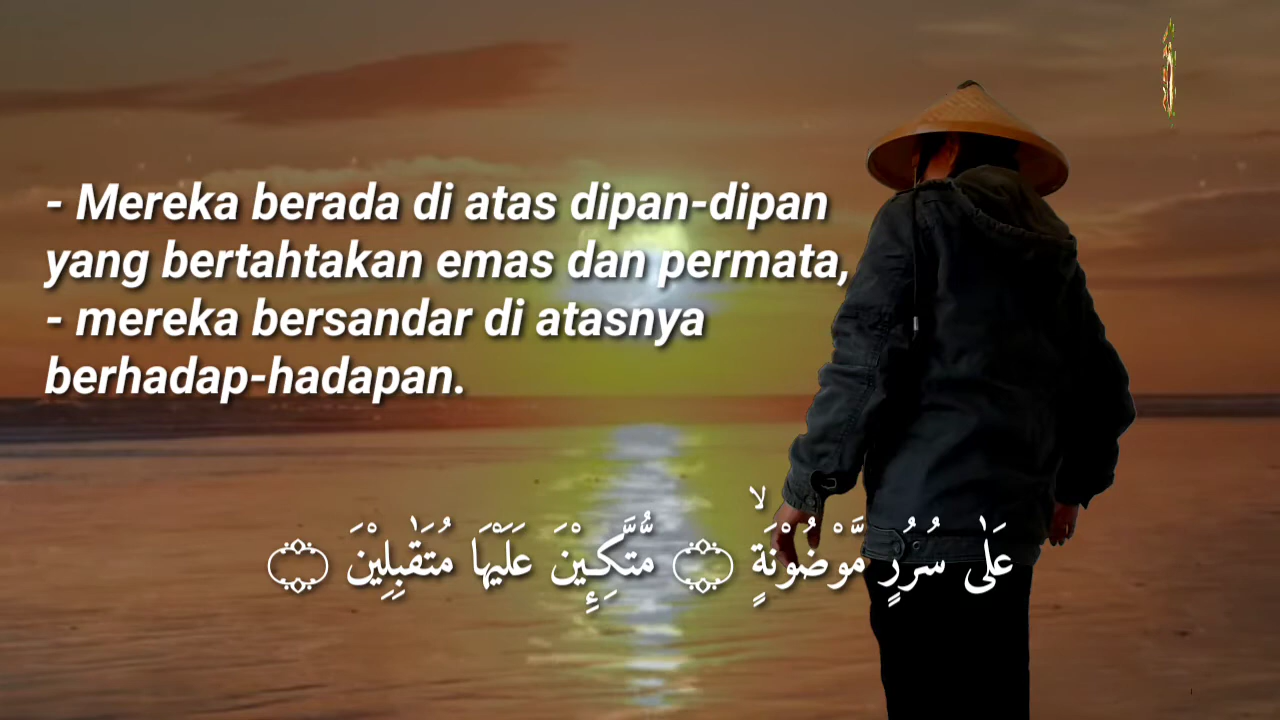 - Mereka berada di atas dipan-dipan
yang bertahtakan emas dan permata,
- mereka bersandar di atasnya
berhadap-hadapan.
عَلٰى سُرُرٍ مَّوْضُوْنَةٍۙ ۝ مُّتَّكِـِٕيْنَ عَلَيْهَا مُتَقٰبِلِيْنَ ۝